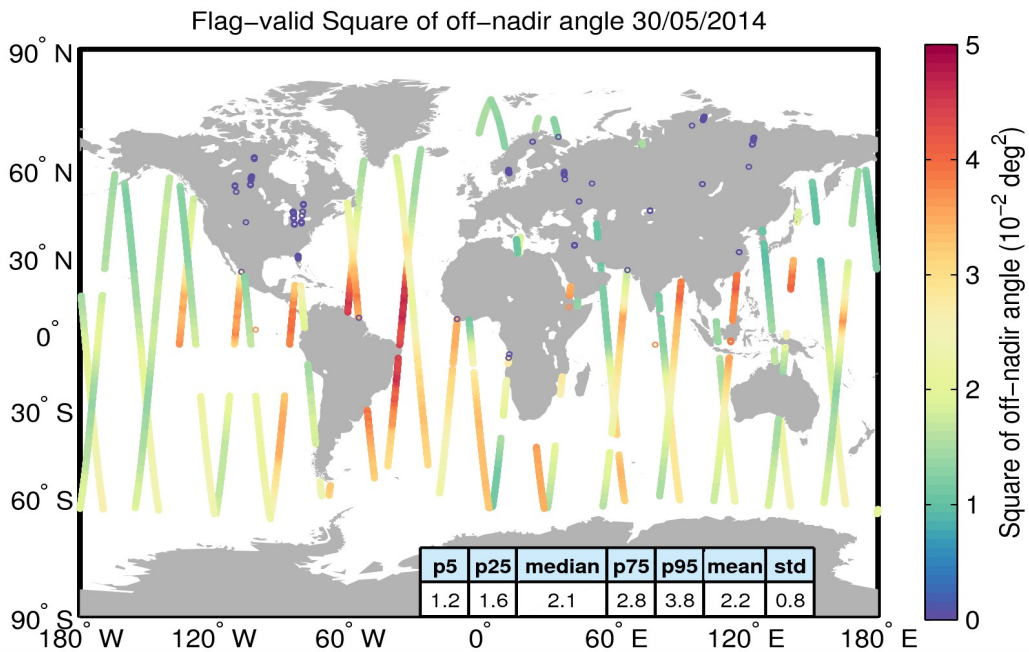 Flag-valid Square of off-nadir angle 30/05/2014
90° N
60° N
30° N
0°
30° S
60° S
90° S
180° W
120° W
60° W
0°
60° E
120° E
180° E
p5 p25 median p75 p95 mean std
1.2 1.6 2.1 2.8 3.8 2.2 0.8
5
4
3
2
1
0
Square of off-nadir angle (10⁻² deg²)